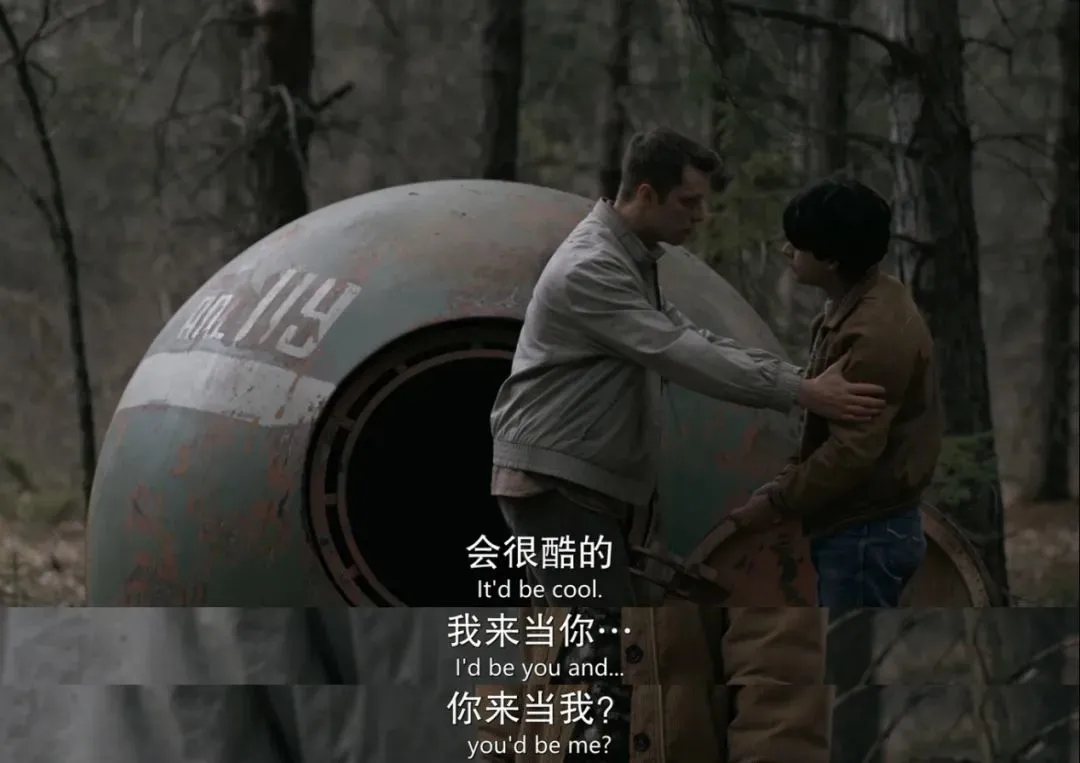 ЛЛ. 119
会很酷的
It'd be cool.
我来当你…
I'd be you and...
你来当我？
you'd be me?